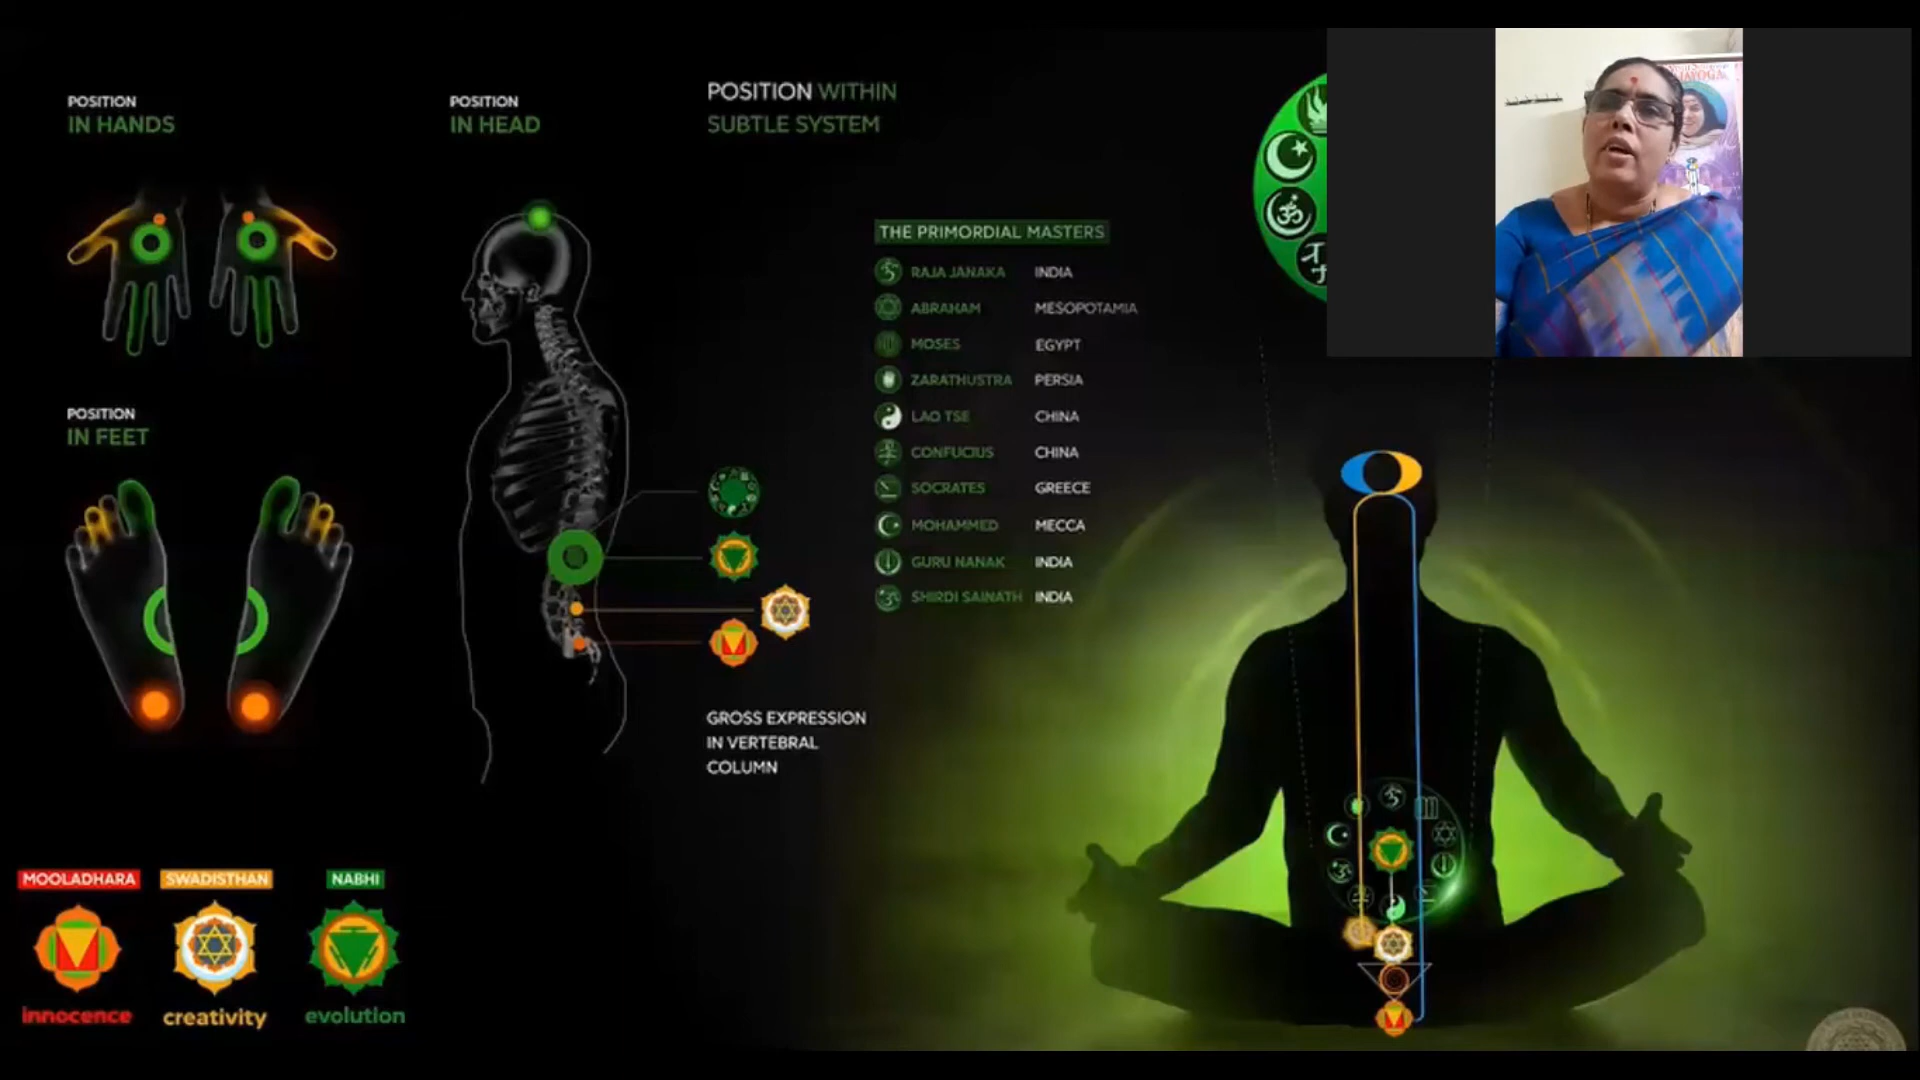 POSITION
IN HANDS
POSITION
IN HEAD
POSITION WITHIN
SUBTLE SYSTEM
THE PRIMORDIAL MASTERS
RAJA JANAKA INDIA
ABRAHAM MESOPOTAMIA
MOSES EGYPT
ZARATHUSTRA PERSIA
LAO TSE CHINA
CONFUCIUS CHINA
SOCRATES GREECE
MOHAMMED MECCA
GURU NANAK INDIA
SHIRDI SAINATH INDIA
POSITION
IN FEET
GROSS EXPRESSION
IN VERTEBRAL
COLUMN
MOOLADHARA
SWADISTHAN
NABHI
innocence
creativity
evolution